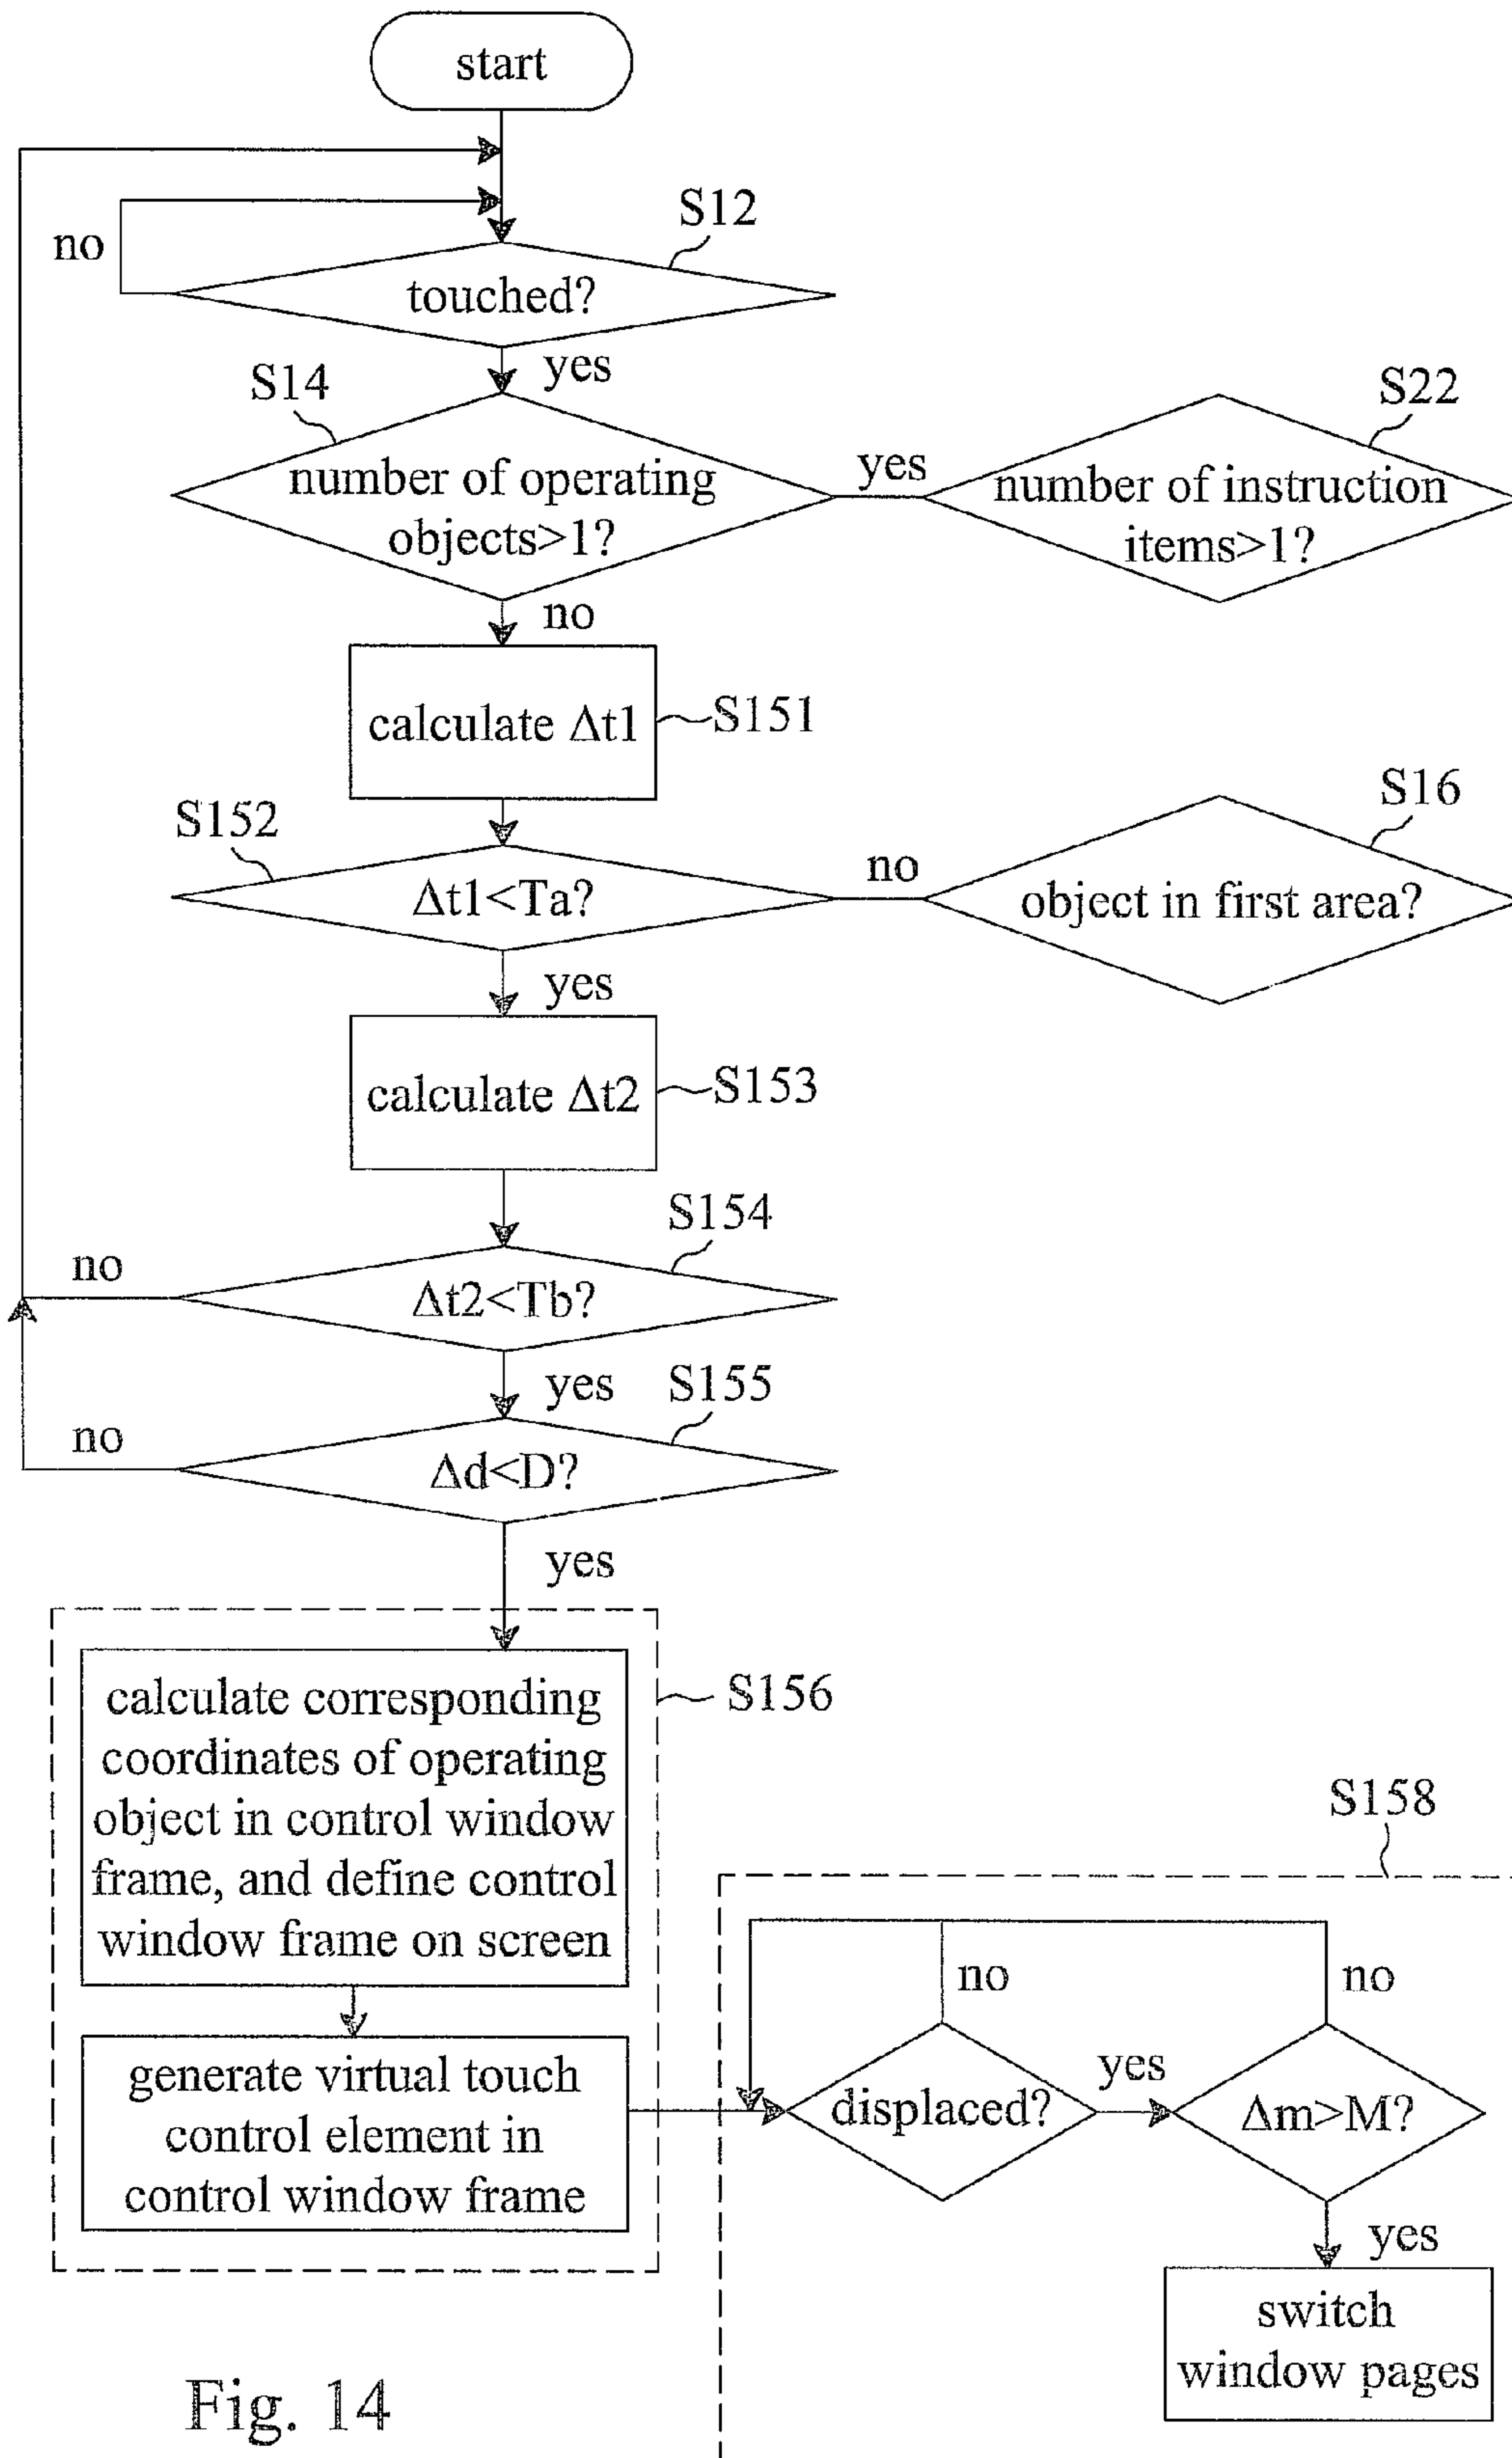 start
no
S12
touched?
yes
S14
number of operating
objects>1?
yes
S22
number of instruction
items>1?
no
calculate Δt1
S151
S152
Δt1<Ta?
no
S16
object in first area?
yes
calculate Δt2
S153
S154
no
Δt2<Tb?
yes
S155
no
Δd<D?
yes
calculate corresponding
coordinates of operating
object in control window
frame, and define control
window frame on screen
S156
generate virtual touch
control element in
control window frame
S158
no
no
displaced?
yes
Δm>M?
yes
switch
window pages
Fig. 14